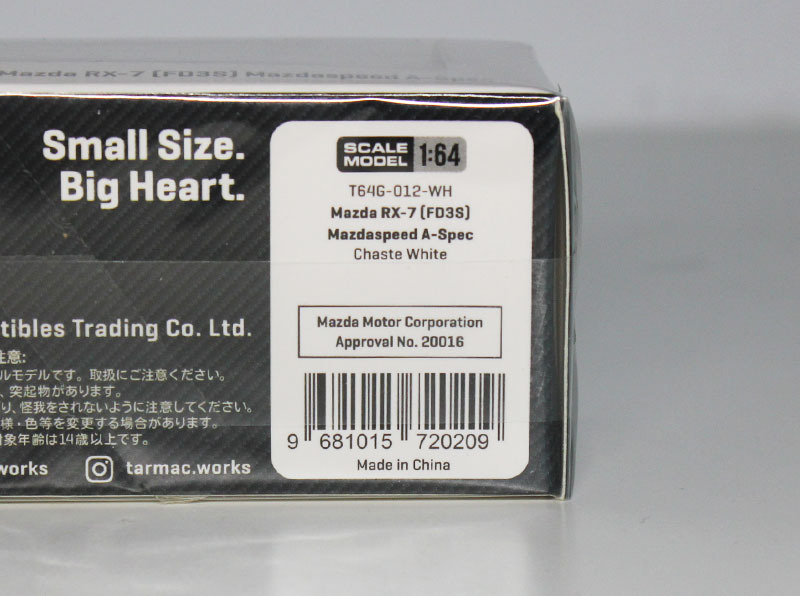 Mazda RX-7 (FD3S) Mazdaspeed A-Spec
Small Size.
Big Heart.
SCALE
MODEL 1:64
T64G-012-WH
Mazda RX-7 (FD3S)
Mazdaspeed A-Spec
Chaste White
Mazda Motor Corporation
Approval No. 20016
9 681015 720209
Made in China
tibles Trading Co. Ltd.
注意:
ルモデルです。取扱にご注意ください。
、突起物があります。
り、怪我をされないように注意してください。
様・色等を変更する場合があります。
対象年齢は14歳以上です。
works tarmac.works